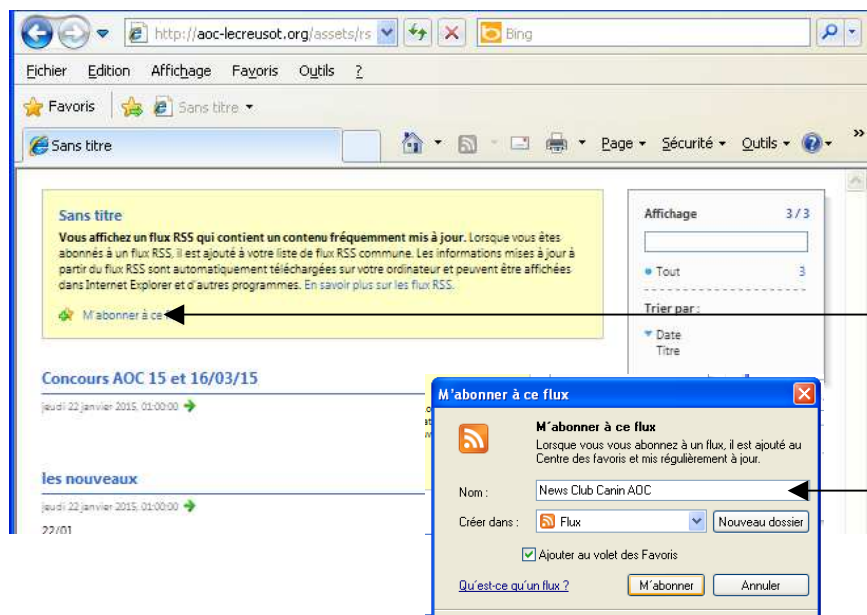 http://aoc-lecreusot.org/assets/rs
Bing
Fichier Edition Affichage Favoris Outils ?
Favoris Sans titre
Sans titre
Page Sécurité Outils »
Sans titre
Vous affichez un flux RSS qui contient un contenu fréquemment mis à jour. Lorsque vous êtes
abonnés à un flux RSS, il est ajouté à votre liste de flux RSS commune. Les informations mises à jour à
partir du flux RSS sont automatiquement téléchargées sur votre ordinateur et peuvent être affichées
dans Internet Explorer et d'autres programmes. En savoir plus sur les flux RSS.
M'abonner à ce
Affichage 3 / 3
Tout 3
Trier par :
Date
Titre
Concours AOC 15 et 16/03/15
jeudi 22 janvier 2015, 01:00:00
les nouveaux
jeudi 22 janvier 2015, 01:00:00
22/01
M'abonner à ce flux
M'abonner à ce flux
Lorsque vous vous abonnez à un flux, il est ajouté au
Centre des favoris et mis régulièrement à jour.
Nom : News Club Canin AOC
Créer dans : Flux Nouveau dossier
Ajouter au volet des Favoris
Qu'est-ce qu'un flux ? M'abonner Annuler